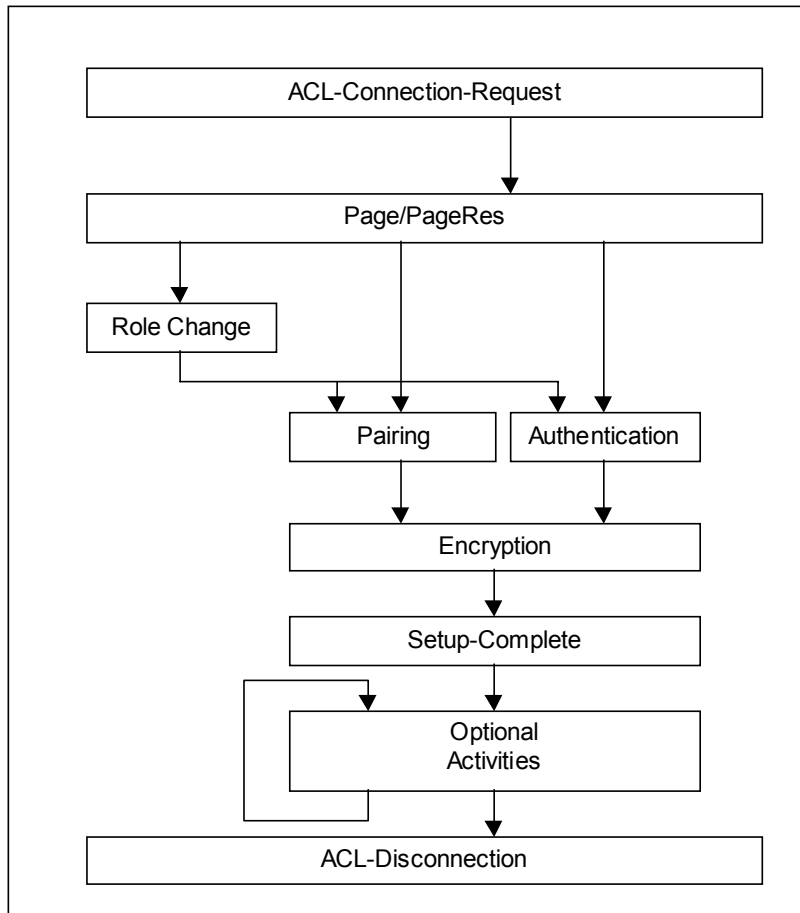 ACL-Connection-Request
Page/PageRes
Role Change
Pairing
Authentication
Encryption
Setup-Complete
Optional
Activities
ACL-Disconnection